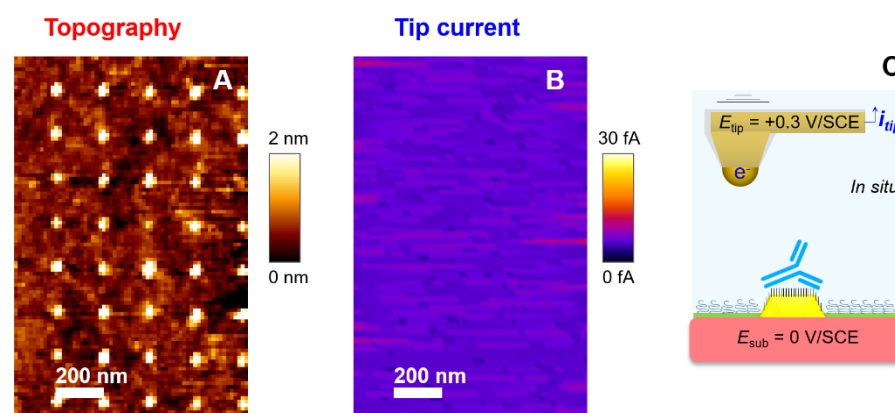 Topography
Tip current
A
B
C
2 nm
0 nm
30 fA
0 fA
200 nm
200 nm
E_tip = +0.3 V/SCE
i_tip
e-
In situ
E_sub = 0 V/SCE